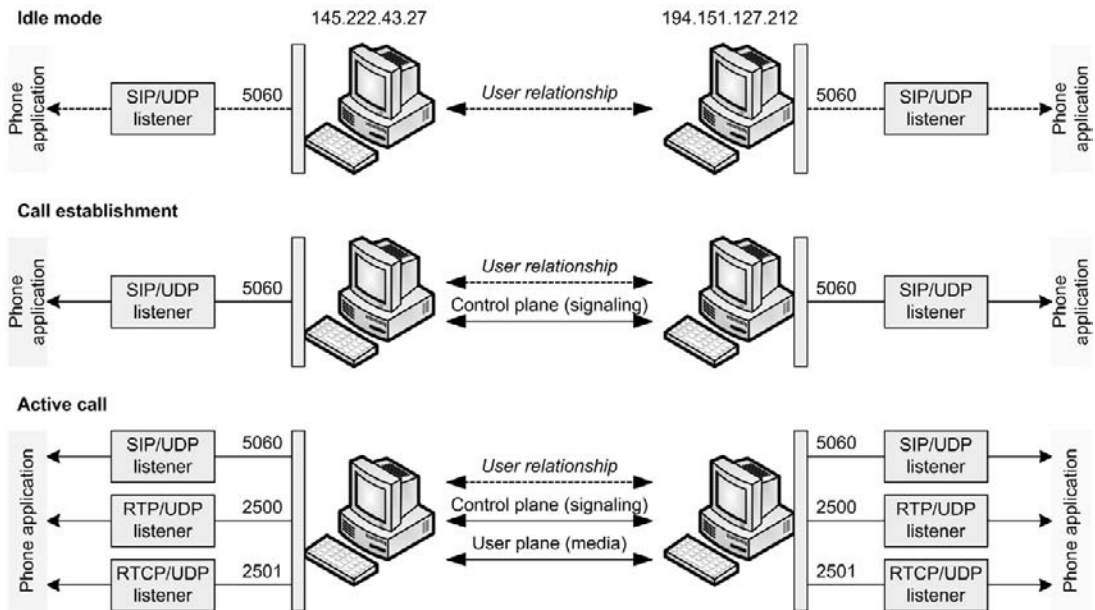 Idle mode
145.222.43.27
194.151.127.212
Phone
application
SIP/UDP
listener
5060
User relationship
5060
SIP/UDP
listener
Phone
application
Call establishment
Phone
application
SIP/UDP
listener
5060
User relationship
Control plane (signaling)
5060
SIP/UDP
listener
Phone
application
Active call
Phone application
SIP/UDP
listener
5060
RTP/UDP
listener
2500
RTCP/UDP
listener
2501
User relationship
Control plane (signaling)
User plane (media)
5060
SIP/UDP
listener
2500
RTP/UDP
listener
2501
RTCP/UDP
listener
Phone application